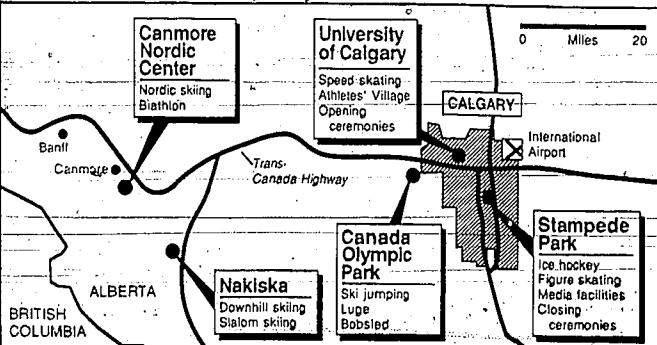 Canmore
Nordic
Center
Nordic skiing
Biathlon
University
of Calgary
Speed skating
Athletes' Village
Opening
ceremonies
0 Miles 20
CALGARY
International
Airport
Banff
Canmore
Trans-
Canada Highway
Canada
Olympic
Park
Ski jumping
Luge
Bobsled
Stampede
Park
Ice hockey
Figure skating
Media facilities
Closing
ceremonies
Nakiska
Downhill skiing
Slalom skiing
ALBERTA
BRITISH
COLUMBIA